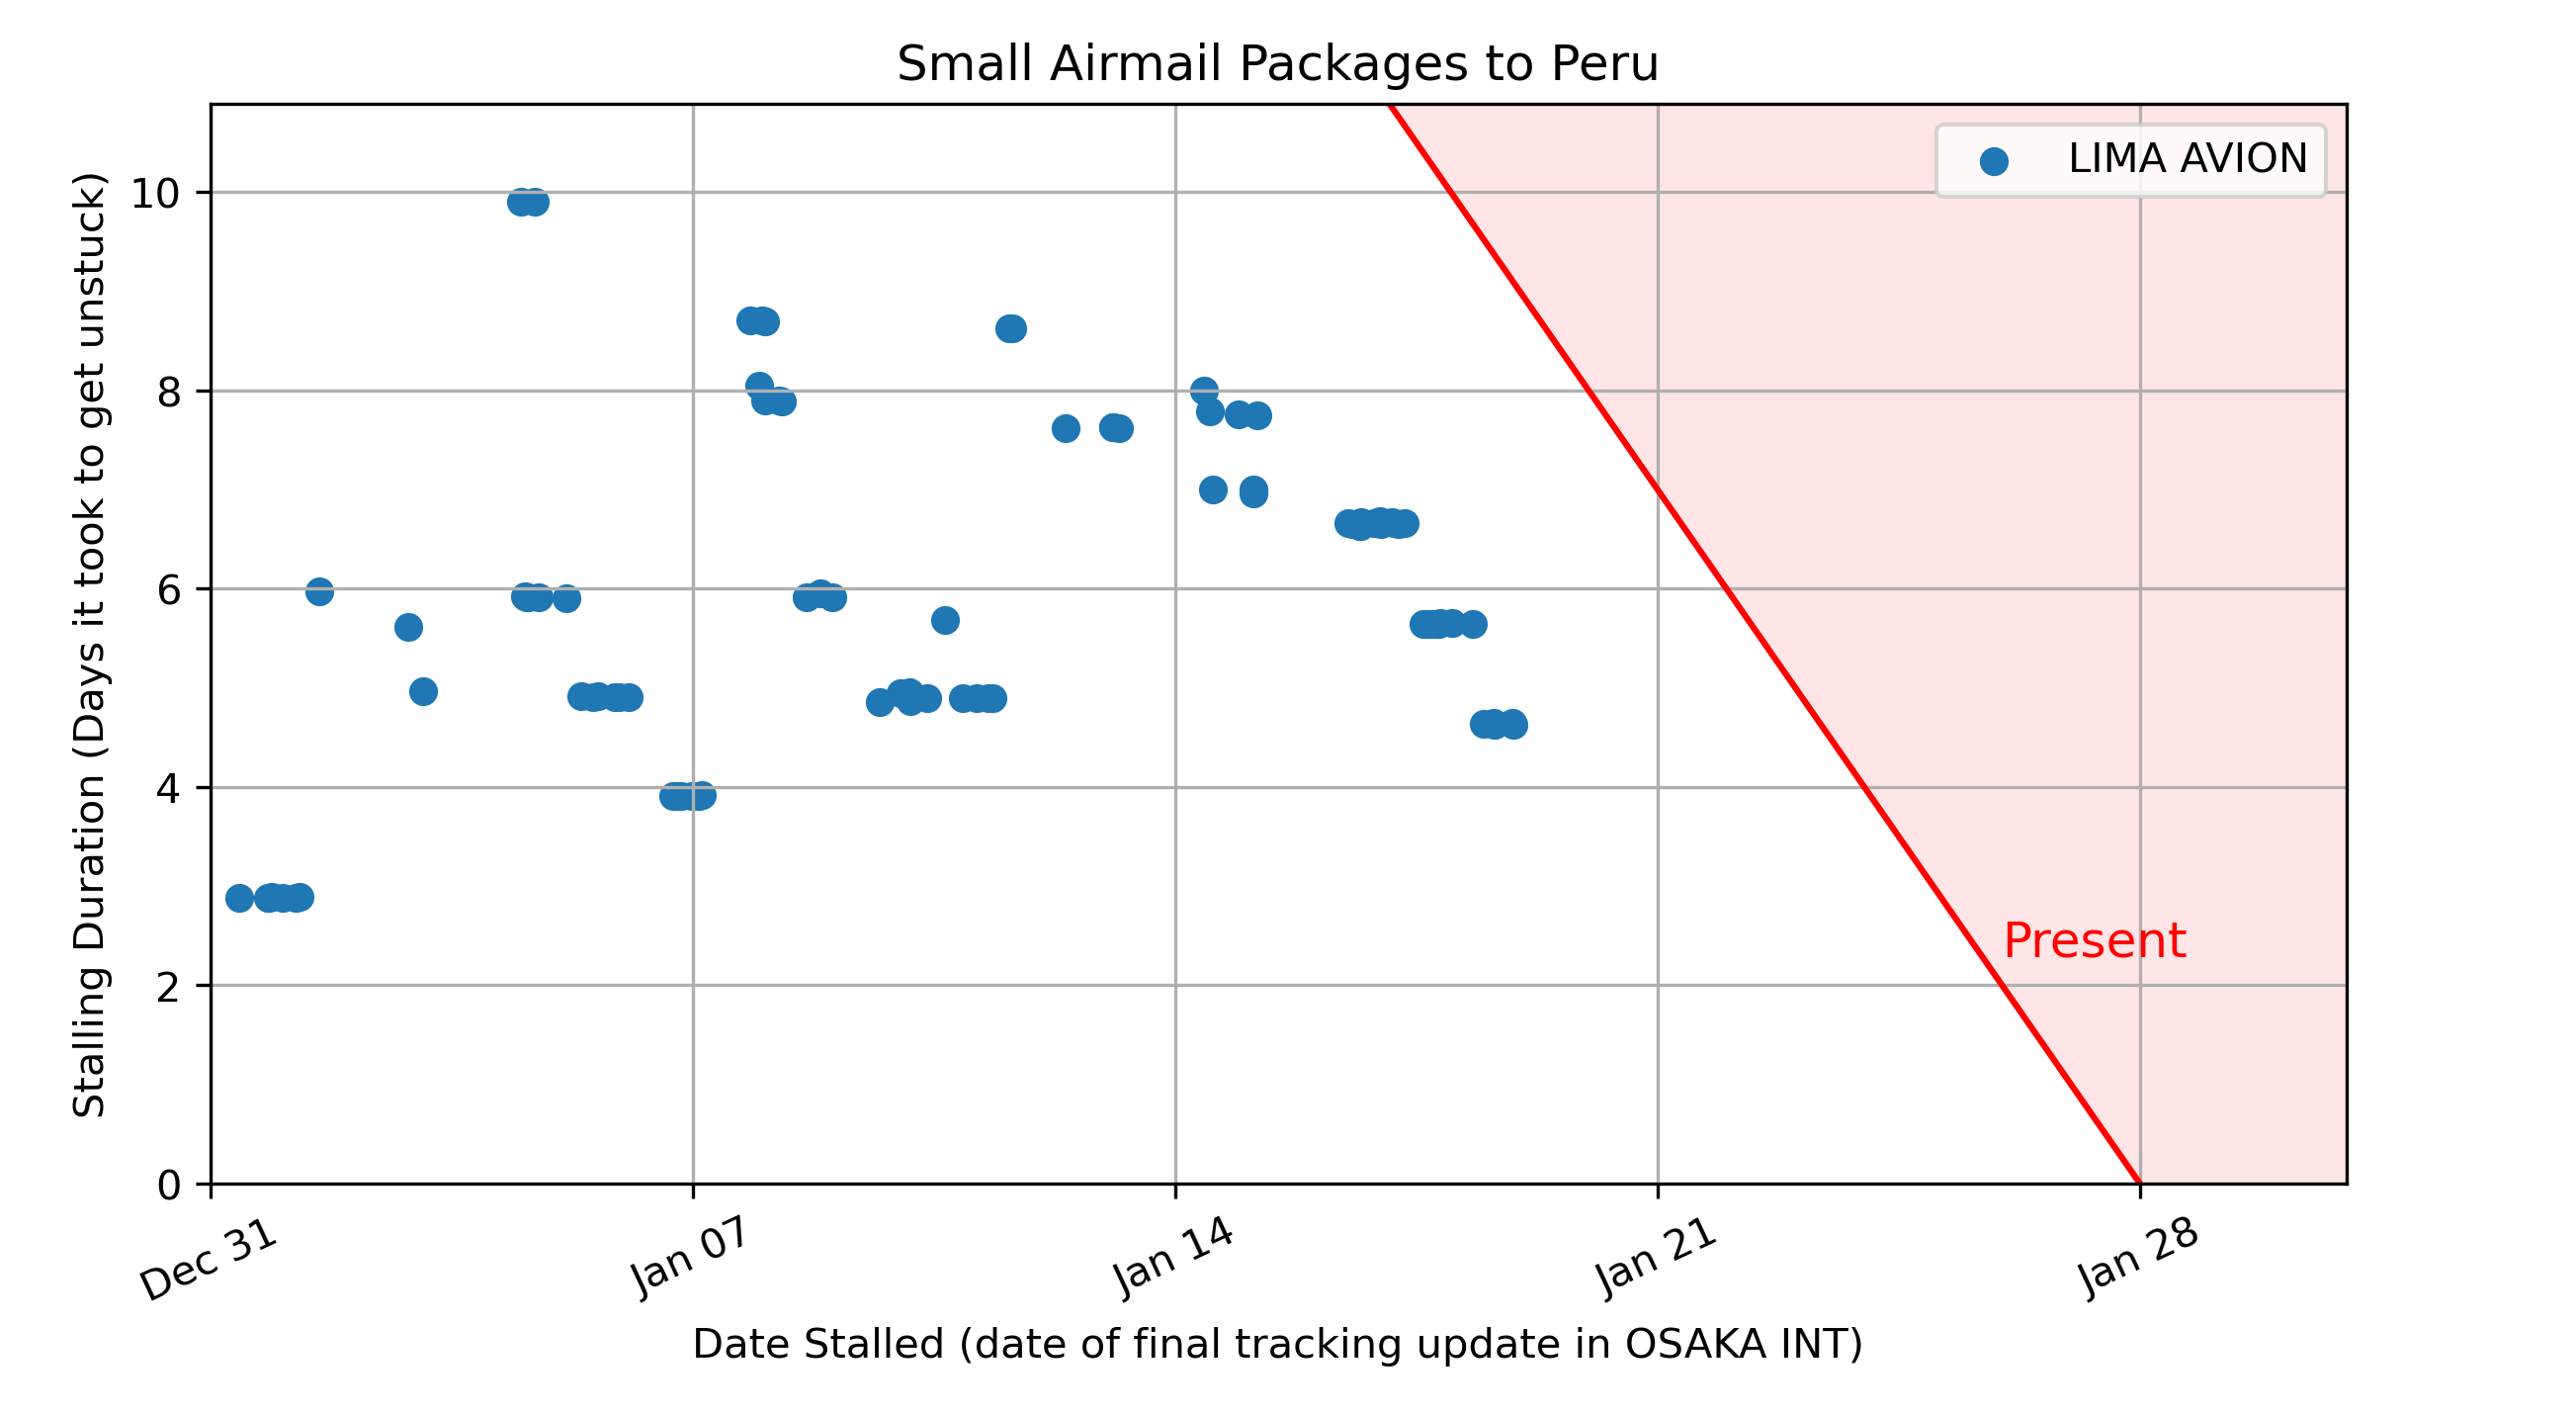 Small Airmail Packages to Peru
LIMA AVION
Stalling Duration (Days it took to get unstuck)
10
8
6
4
2
0
Present
Dec 31
Jan 07
Jan 14
Jan 21
Jan 28
Date Stalled (date of final tracking update in OSAKA INT)